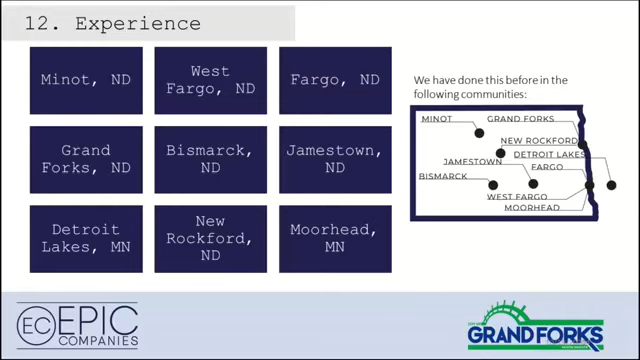 12. Experience
Minot, ND
West
Fargo, ND
Fargo, ND
Grand
Forks, ND
Bismarck,
ND
Jamestown,
ND
Detroit
Lakes, MN
New
Rockford,
ND
Moorhead,
MN
We have done this before in the
following communities:
MINOT
GRAND FORKS
NEW ROCKFORD
DETROIT LAKES
JAMESTOWN
FARGO
BISMARCK
WEST FARGO
MOORHEAD
EC EPIC
COMPANIES
GRAND FORKS